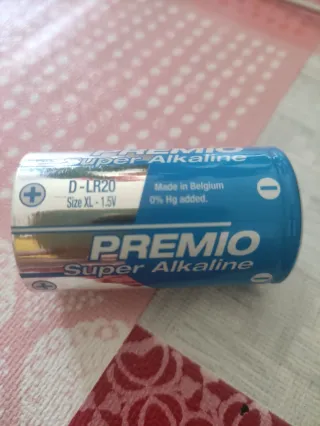 PREMIO
Super Alkaline
D-LR20
Size XL - 1.5V
Made in Belgium
0% Hg added.
PREMIO
Super Alkaline